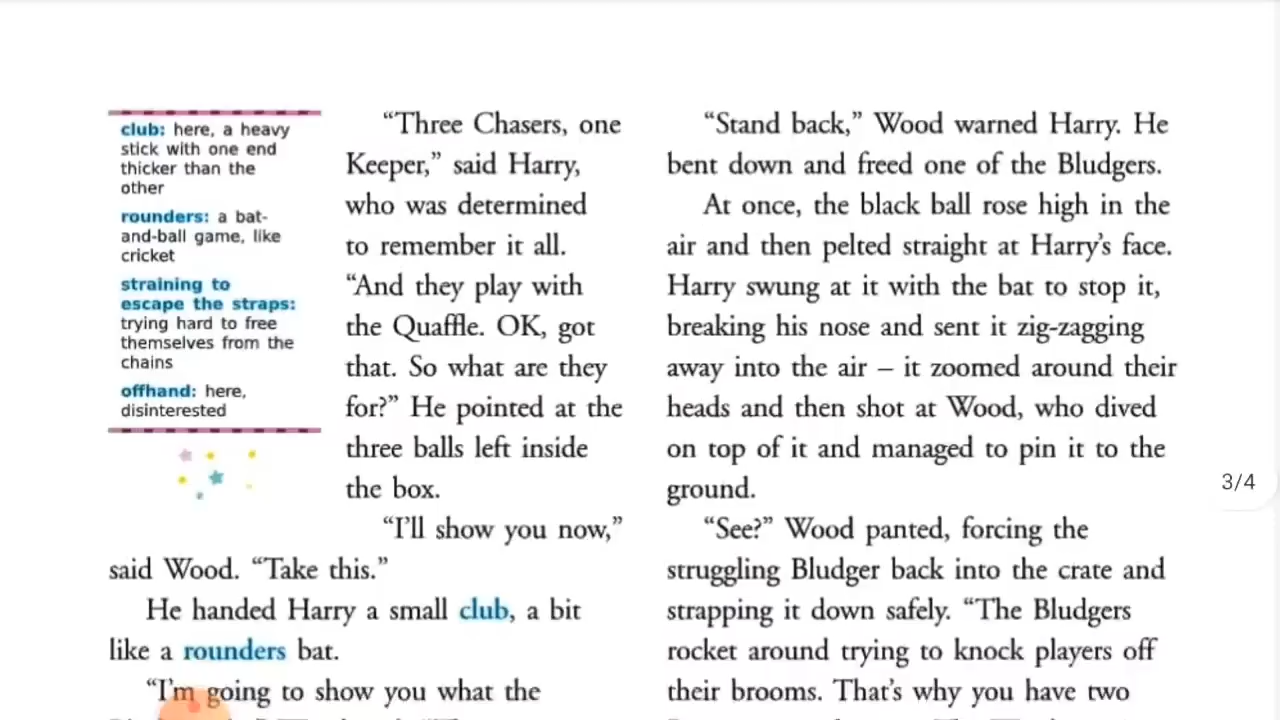 club: here, a heavy
stick with one end
thicker than the
other
rounders: a bat-
and-ball game, like
cricket
straining to
escape the straps:
trying hard to free
themselves from the
chains
offhand: here,
disinterested
“Three Chasers, one
Keeper,” said Harry,
who was determined
to remember it all.
“And they play with
the Quaffle. OK, got
that. So what are they
for?” He pointed at the
three balls left inside
the box.
“I’ll show you now,”
said Wood. “Take this.”
He handed Harry a small club, a bit
like a rounders bat.
“I’m going to show you what the
“Stand back,” Wood warned Harry. He
bent down and freed one of the Bludgers.
At once, the black ball rose high in the
air and then pelted straight at Harry’s face.
Harry swung at it with the bat to stop it,
breaking his nose and sent it zig-zagging
away into the air – it zoomed around their
heads and then shot at Wood, who dived
on top of it and managed to pin it to the
ground.
“See?” Wood panted, forcing the
struggling Bludger back into the crate and
strapping it down safely. “The Bludgers
rocket around trying to knock players off
their brooms. That’s why you have two
3/4